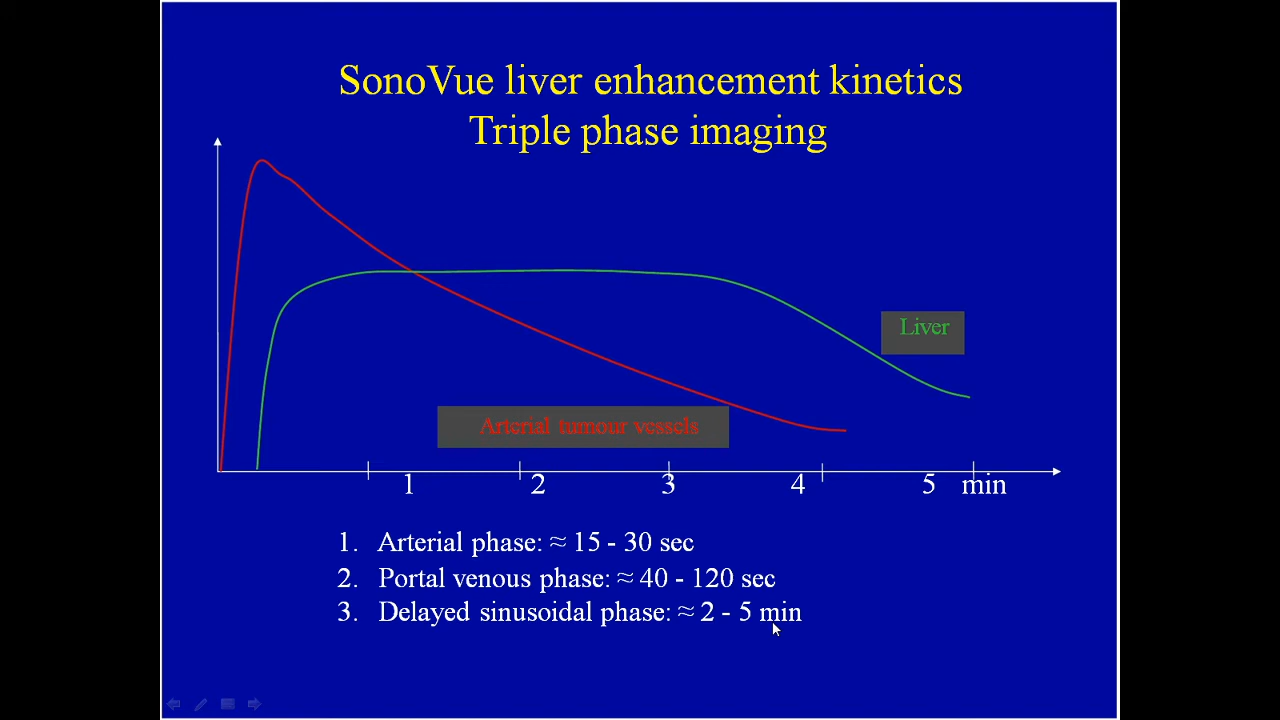 SonoVue liver enhancement kinetics
Triple phase imaging
Liver
Arterial tumour vessels
1 2 3 4 5 min
1. Arterial phase: ≈ 15 - 30 sec
2. Portal venous phase: ≈ 40 - 120 sec
3. Delayed sinusoidal phase: ≈ 2 - 5 min